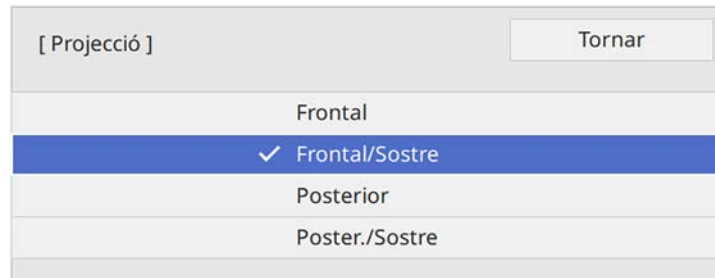 [ Projecció ]
Tornar
Frontal
Frontal/Sostre
Posterior
Poster./Sostre